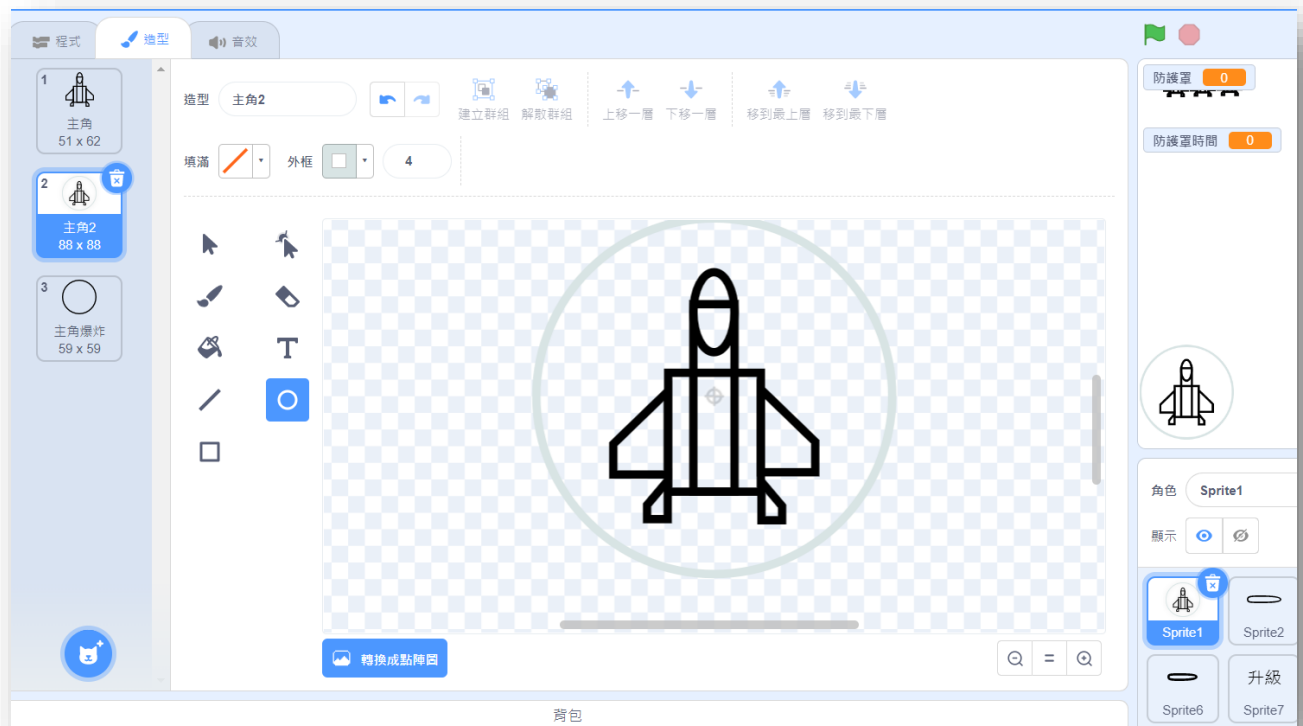 程式
造型
音效
1
主角
51 x 62
2
主角2
88 x 88
3
主角爆炸
59 x 59
造型
主角2
建立群組
解散群組
上移一層
下移一層
移到最上層
移到最下層
填滿
外框
4
T
轉換成點陣圖
背包
防護罩 0
防護罩時間 0
角色
Sprite1
顯示
Sprite1
Sprite2
Sprite6
升級
Sprite7